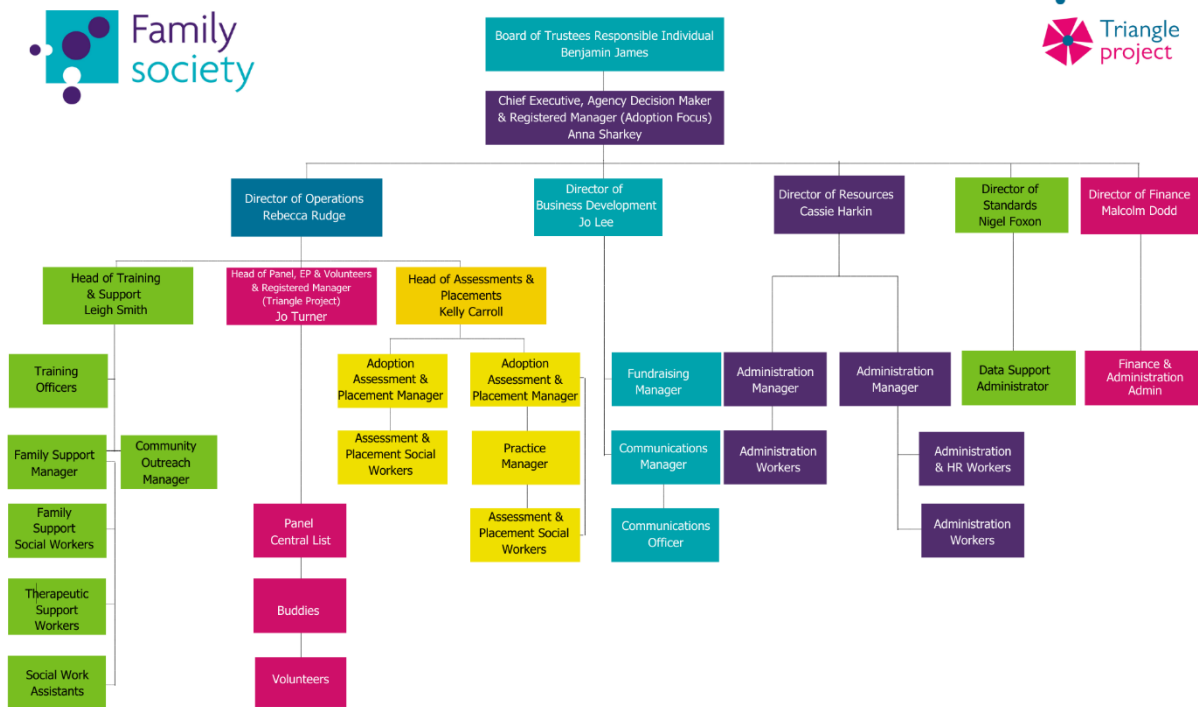 Family
society
Triangle
project
Board of Trustees Responsible Individual
Benjamin James
Chief Executive, Agency Decision Maker
& Registered Manager (Adoption Focus)
Anna Sharkey
Director of Operations
Rebecca Rudge
Director of
Business Development
Jo Lee
Director of Resources
Cassie Harkin
Director of
Standards
Nigel Foxon
Director of Finance
Malcolm Dodd
Head of Training
& Support
Leigh Smith
Head of Panel, EP & Volunteers
& Registered Manager
(Triangle Project)
Jo Turner
Head of Assessments &
Placements
Kelly Carroll
Training
Officers
Adoption
Assessment &
Placement Manager
Adoption
Assessment &
Placement Manager
Fundraising
Manager
Administration
Manager
Administration
Manager
Data Support
Administrator
Finance &
Administration
Admin
Family Support
Manager
Community
Outreach
Manager
Assessment &
Placement Social
Workers
Practice
Manager
Communications
Manager
Administration
Workers
Administration
& HR Workers
Family
Support
Social Workers
Panel
Central List
Assessment &
Placement Social
Workers
Communications
Officer
Administration
Workers
Therapeutic
Support
Workers
Buddies
Social Work
Assistants
Volunteers